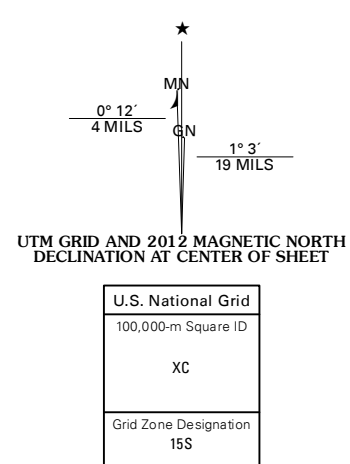 ★
MN
0° 12´
4 MILS
GN
1° 3´
19 MILS
UTM GRID AND 2012 MAGNETIC NORTH
DECLINATION AT CENTER OF SHEET
U.S. National Grid
100,000-m Square ID
XC
Grid Zone Designation
15S